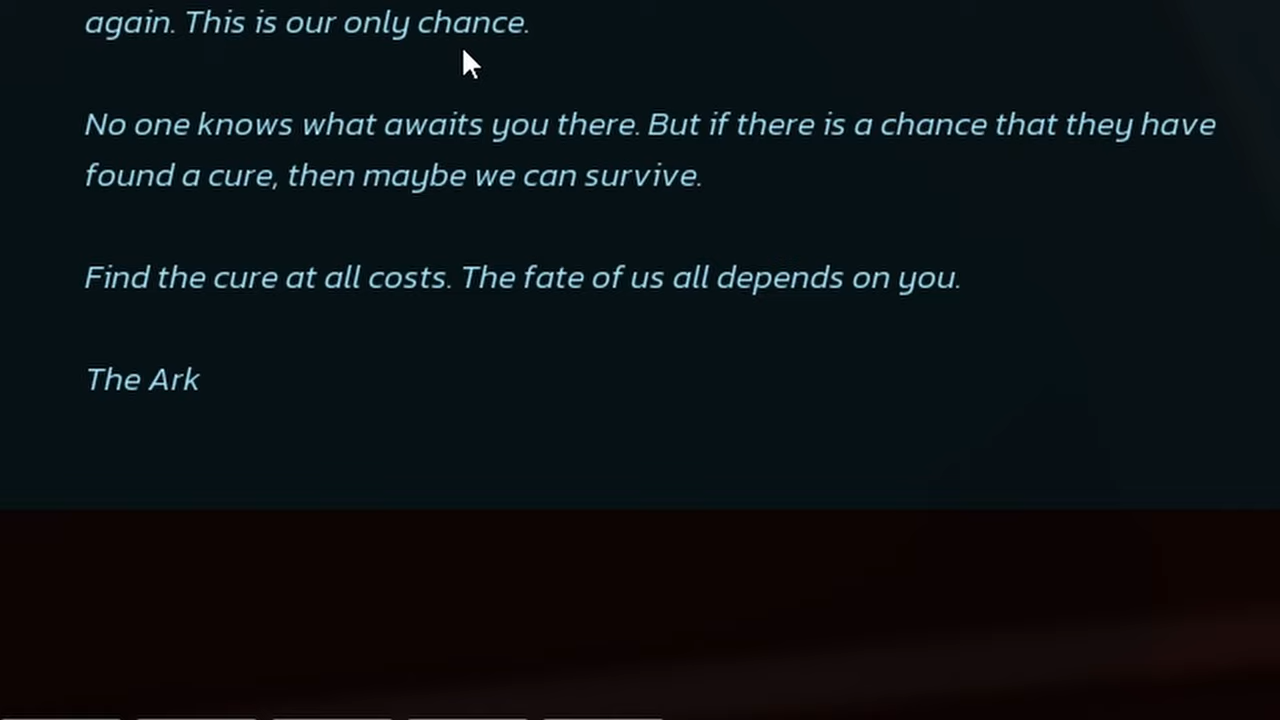 again. This is our only chance.
No one knows what awaits you there. But if there is a chance that they have
found a cure, then maybe we can survive.
Find the cure at all costs. The fate of us all depends on you.
The Ark